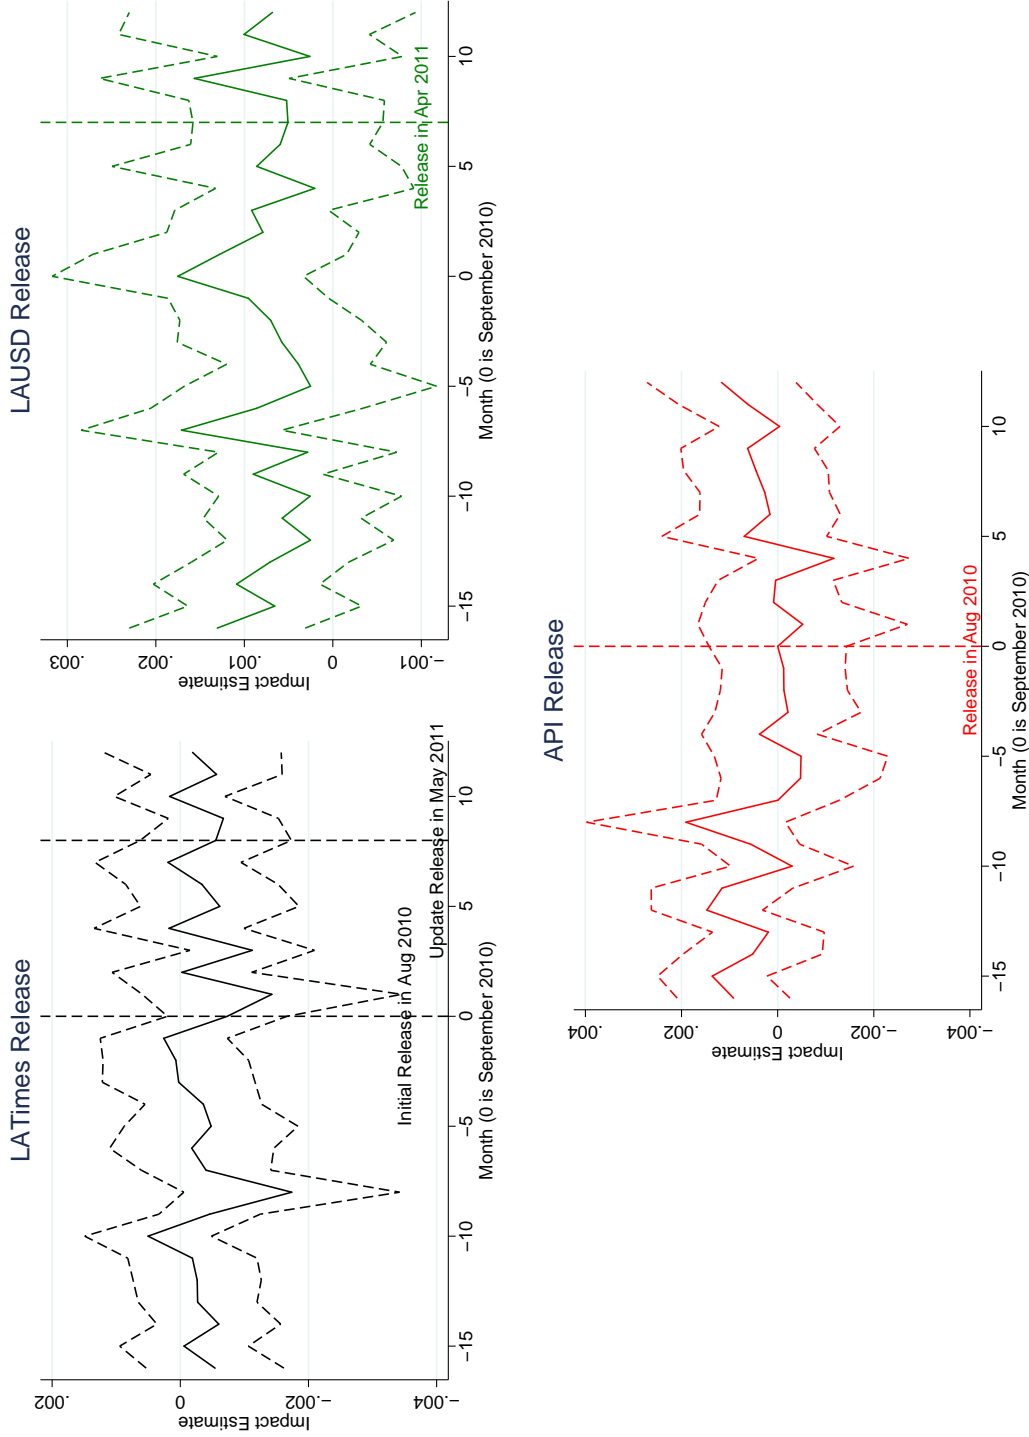 LATimes Release
.002
0
−.002
−.004
Impact Estimate
−15
−10
−5
0
5
10
Month (0 is September 2010)
Initial Release in Aug 2010
Update Release in May 2011
LAUSD Release
.003
.002
.001
0
−.001
Impact Estimate
−15
−10
−5
0
5
10
Month (0 is September 2010)
Release in Apr 2011
API Release
.004
.002
0
−.002
−.004
Impact Estimate
−15
−10
−5
0
5
10
Month (0 is September 2010)
Release in Aug 2010